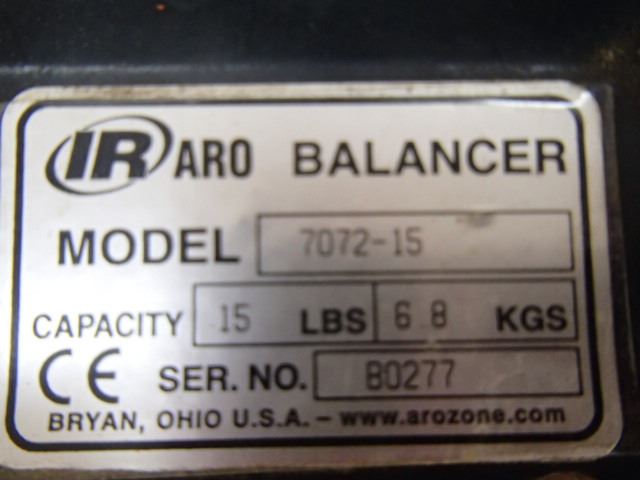 IR ARO BALANCER
MODEL 7072-15
CAPACITY 15 LBS 6.8 KGS
CE SER. NO. B0277
BRYAN, OHIO U.S.A. – www.arozone.com